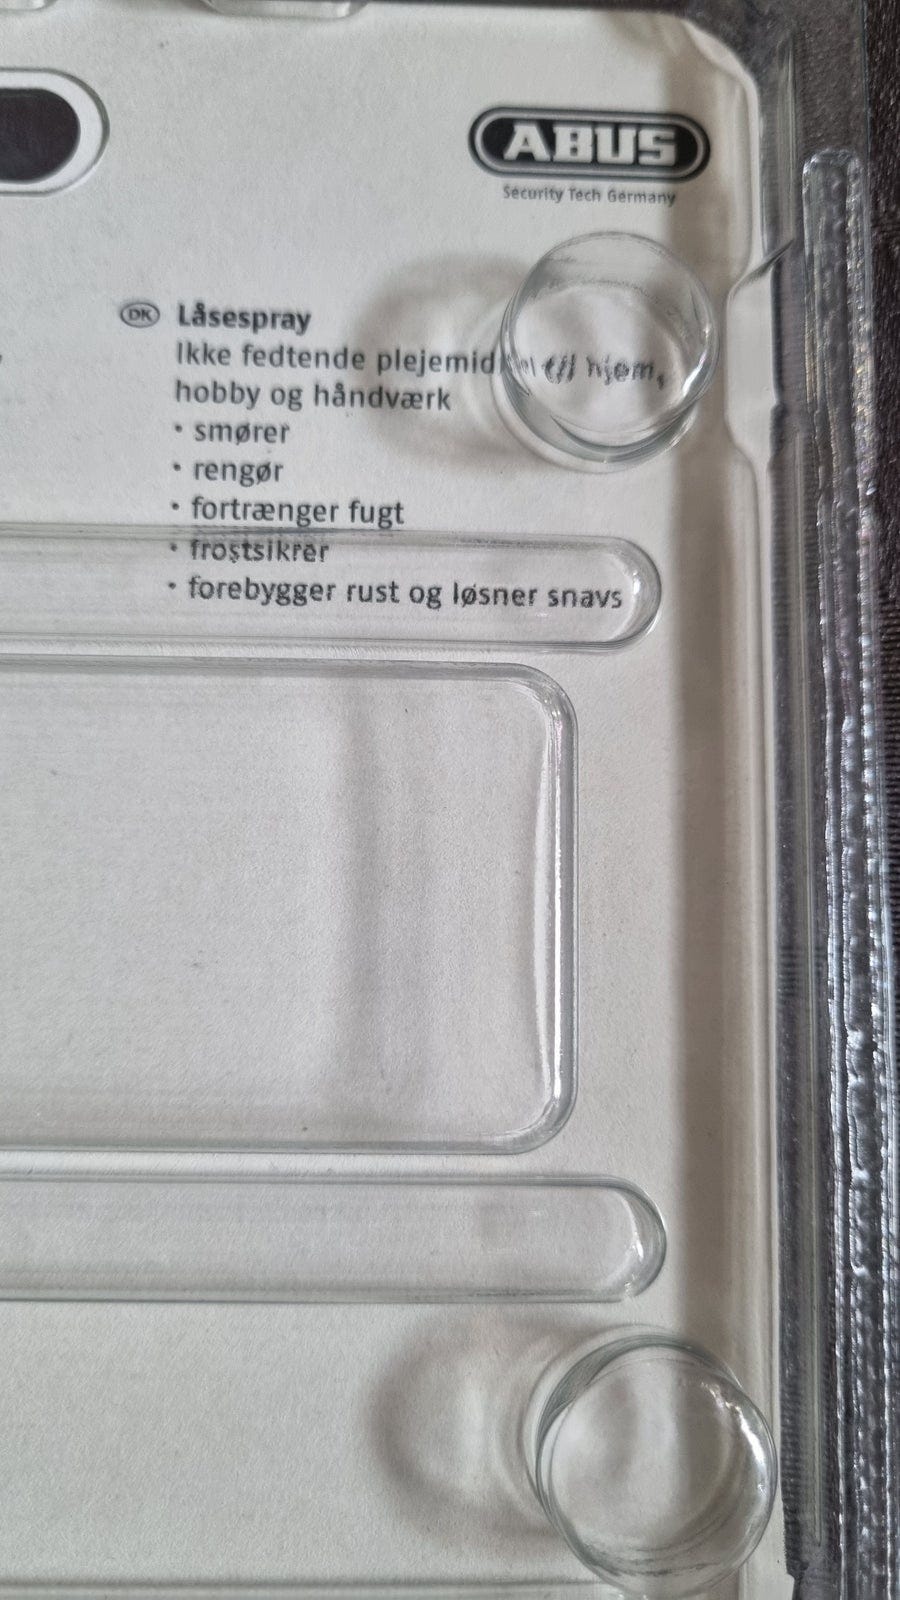 ABUS
Security Tech Germany
DK Låsespray
Ikke fedtende plejemiddel til hjem,
hobby og håndværk
• smører
• rengør
• fortrænger fugt
• frostsikrer
• forebygger rust og løsner snavs